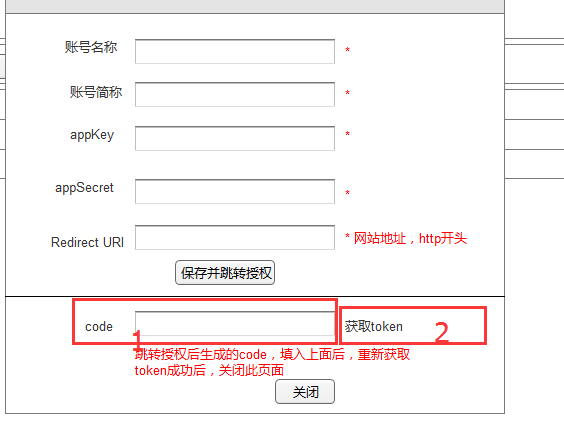 账号名称 *
账号简称 *
appKey *
appSecret *
Redirect URI * 网站地址，http开头
保存并跳转授权
code 1 获取token 2
跳转授权后生成的code，填入上面后，重新获取
token成功后，关闭此页面
关闭